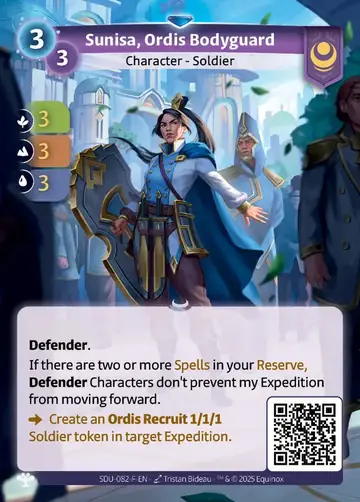 3
3
Sunisa, Ordis Bodyguard
Character - Soldier
3
3
3
Defender.
If there are two or more Spells in your Reserve,
Defender Characters don't prevent my Expedition
from moving forward.
Create an Ordis Recruit 1/1/1
Soldier token in target Expedition.
SDU-082-F-EN - Tristan Bideau - ™ & © 2025 Equinox